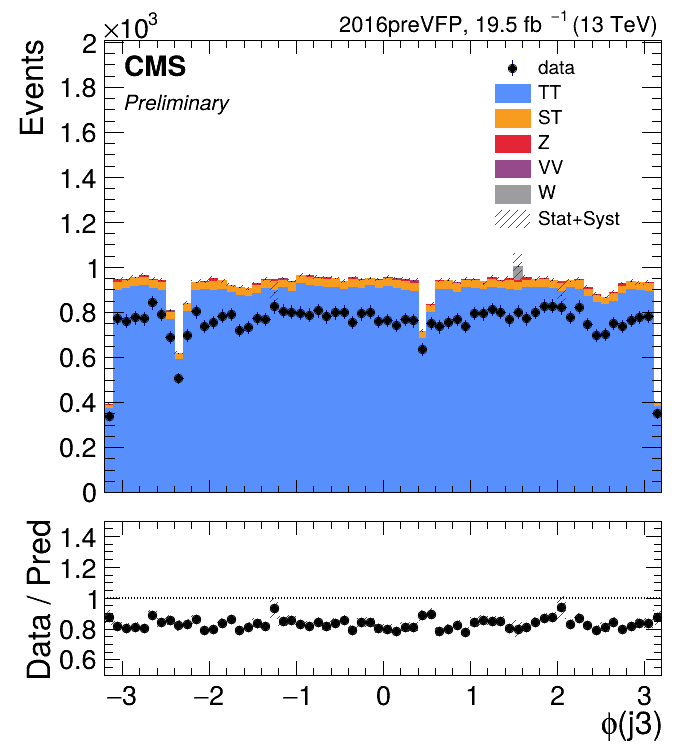 ×10³
2016preVFP, 19.5 fb⁻¹ (13 TeV)
Events
2
1.8
1.6
1.4
1.2
1
0.8
0.6
0.4
0.2
0
CMS
Preliminary
data
TT
ST
Z
VV
W
Stat+Syst
Data / Pred
1.4
1.2
1
0.8
0.6
−3 −2 −1 0 1 2 3
ϕ(j3)